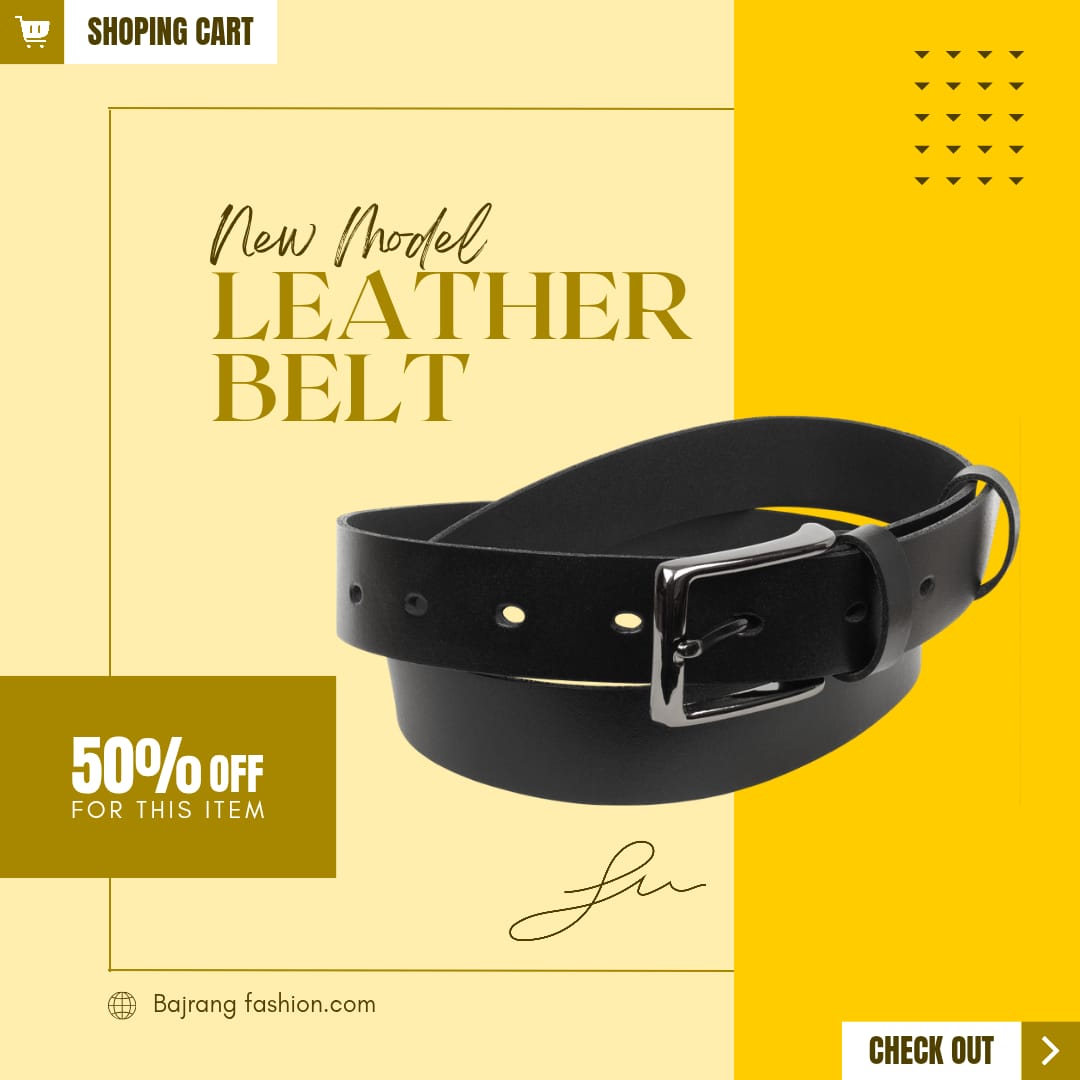 SHOPING CART
New Model
LEATHER
BELT
50% OFF
FOR THIS ITEM
Bajrang fashion.com
CHECK OUT